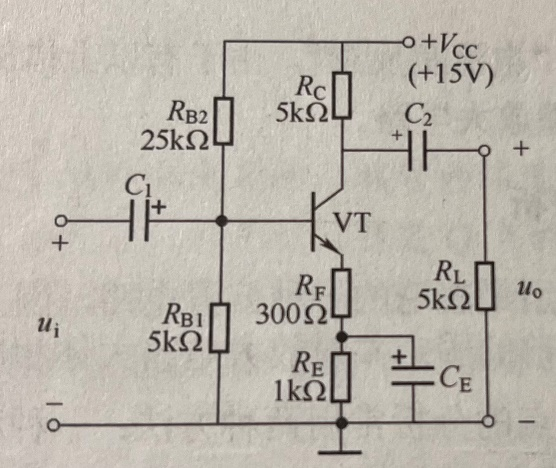 +VCC
(+15V)
RC
5kΩ
C2
+
+
RB2
25kΩ
C1
+
+
VT
RF
300Ω
RL
5kΩ
uo
ui
RB1
5kΩ
RE
1kΩ
+
CE
−
−